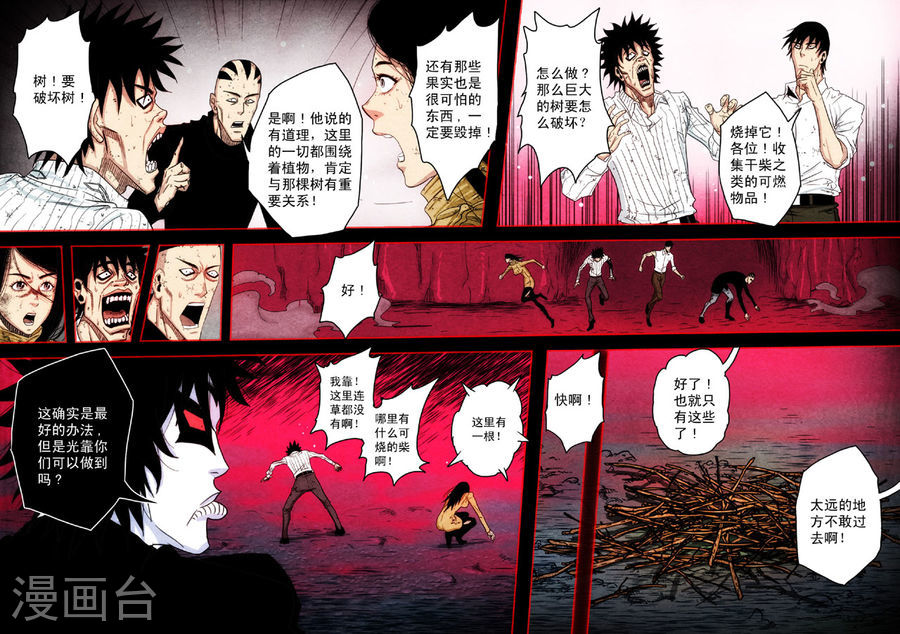 树！要
破坏树！
是啊！他说的
有道理，这里
的一切都围绕
着植物，肯定
与那棵树有重
要关系！
还有那些
果实也是
很可怕的
东西，一
定要毁掉！
怎么做？
那么巨大
的树要怎
么破坏！
烧掉它！
各位！收
集干柴之
类的可燃
物品！
好！
这确实是最
好的办法，
但是光靠你
们可以做到
吗？
我靠！
这里连
草都没
有啊！
哪里有
什么可
烧的柴
啊！
这里有
一根！
快啊！
好了！
也就只
有这些
了！
太远的地
方不敢过
去啊！
漫画台